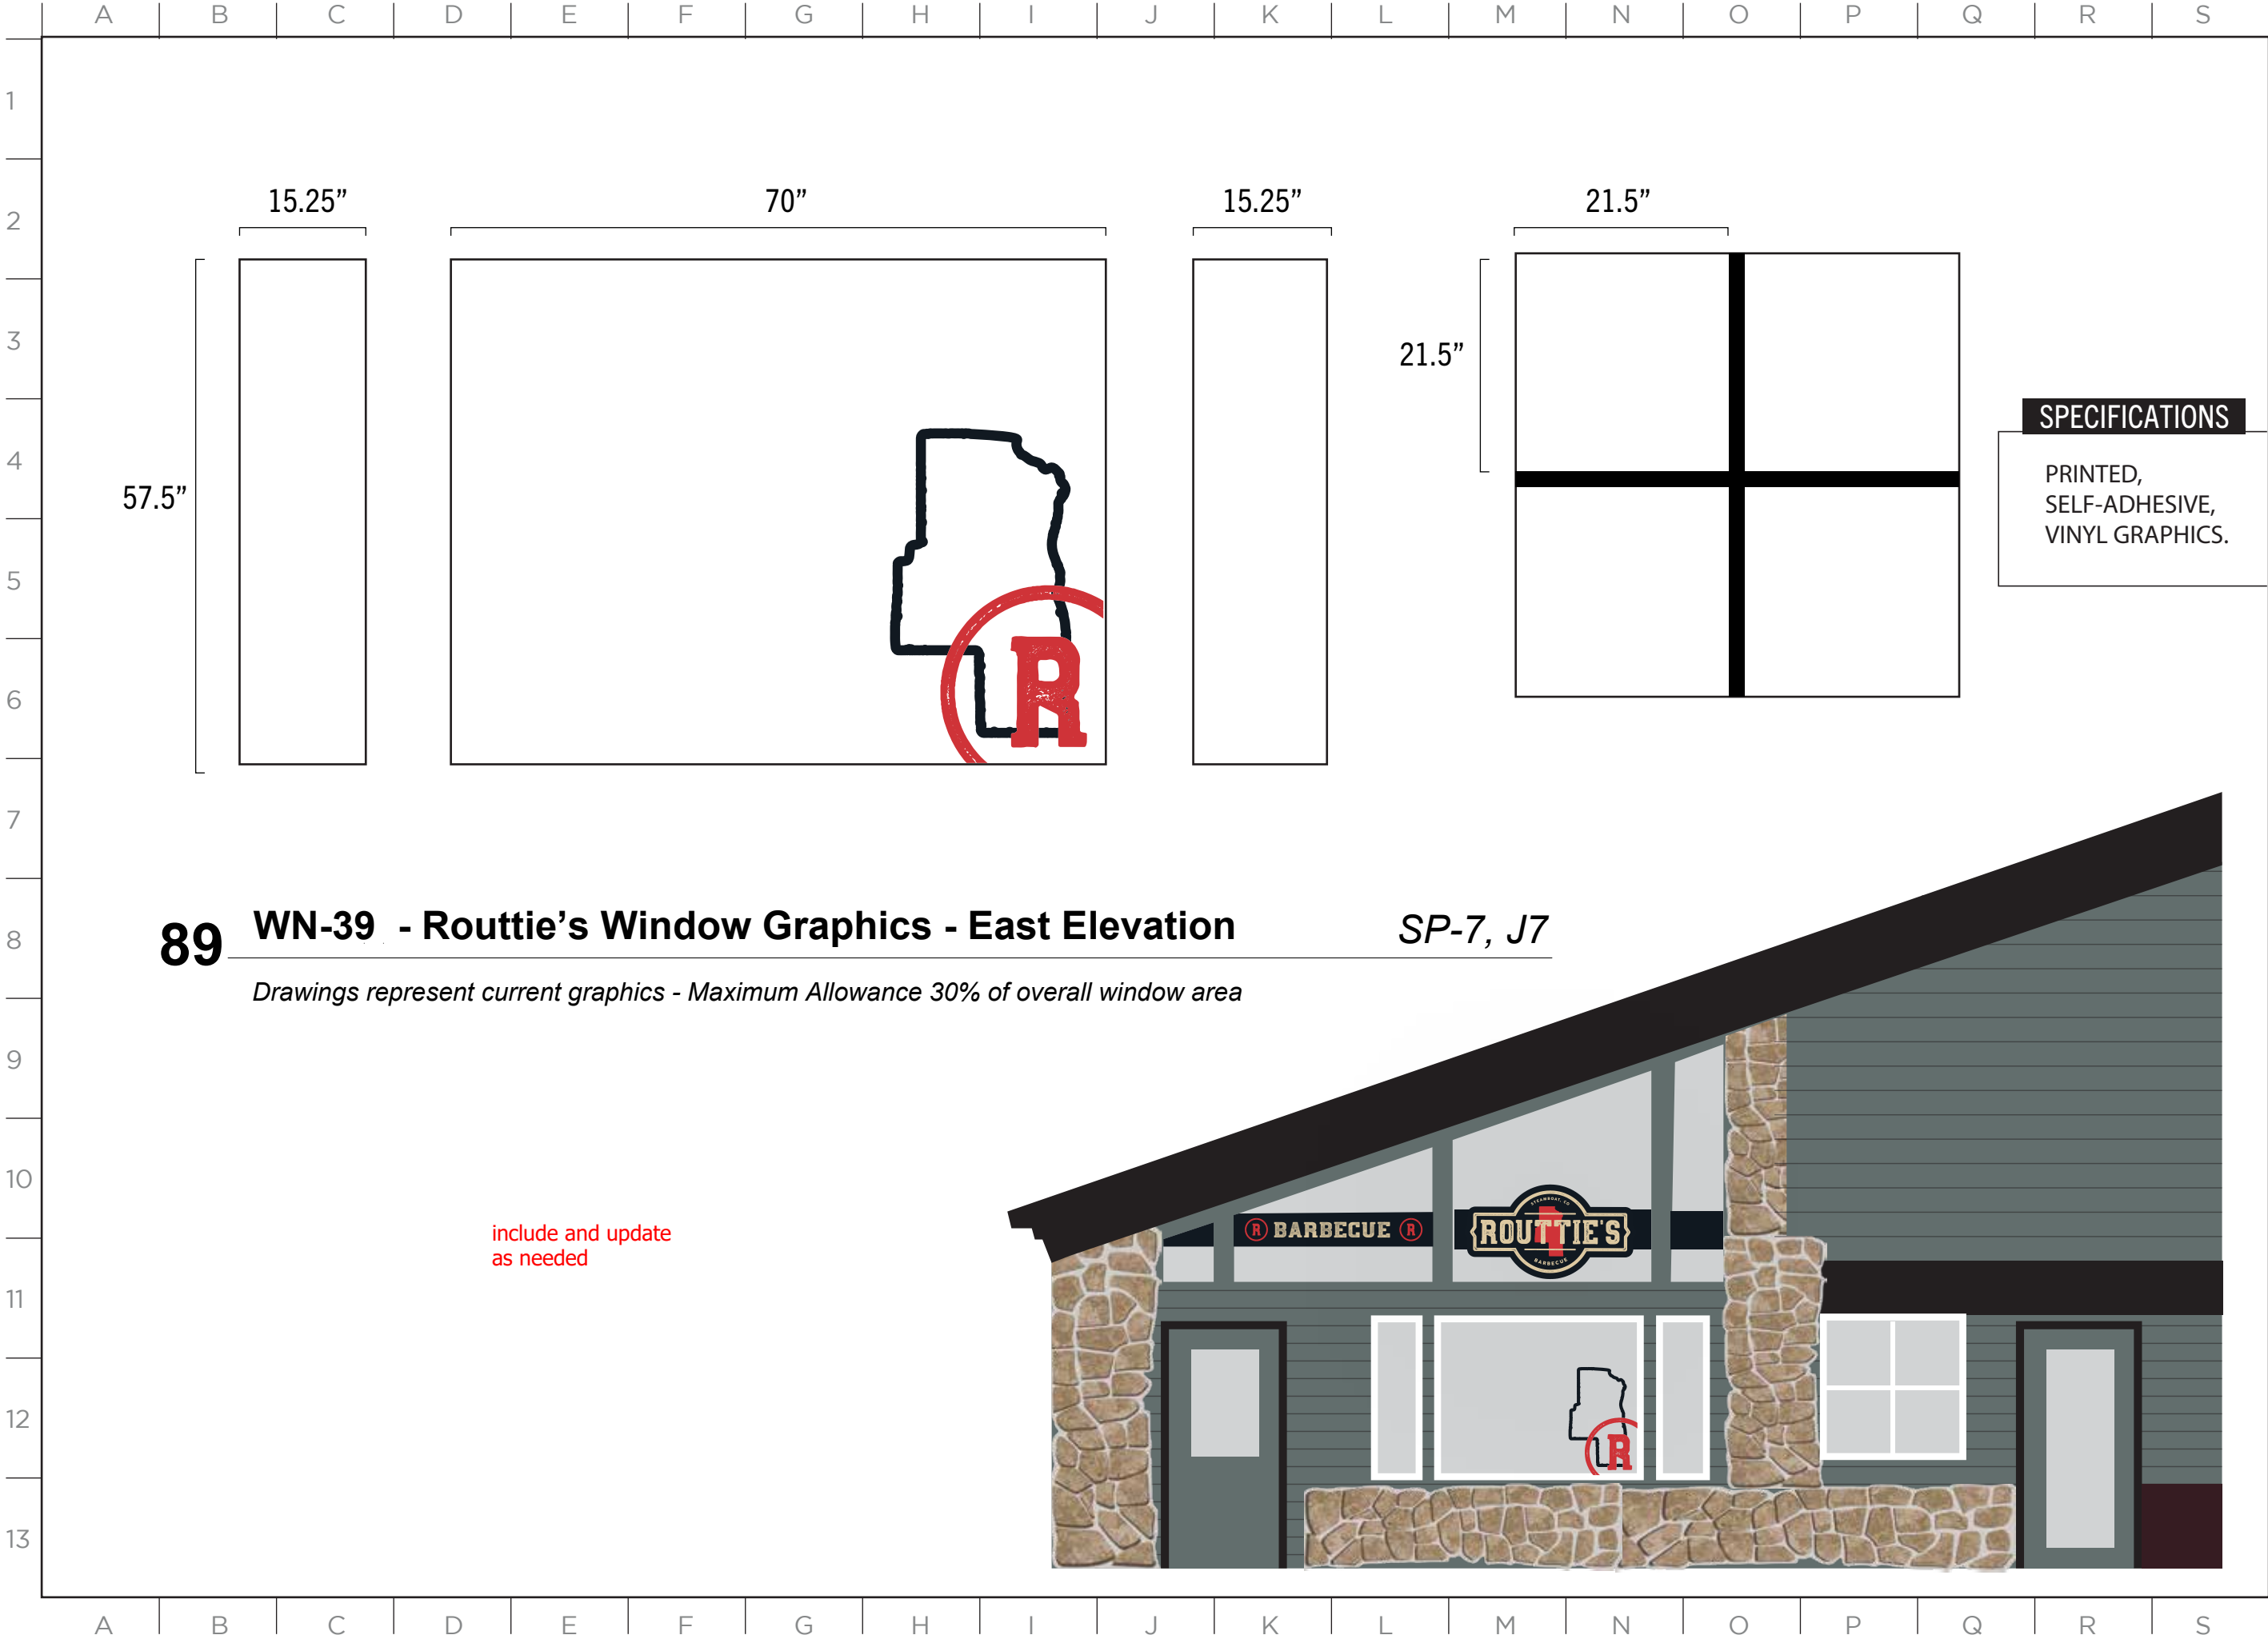 A B C D E F G H I J K L M N O P Q R S
1
2
3
4
5
6
7
8
9
10
11
12
13
15.25”
70”
15.25”
21.5”
57.5”
21.5”
R
SPECIFICATIONS
PRINTED,
SELF-ADHESIVE,
VINYL GRAPHICS.
89
WN-39 - Routtie’s Window Graphics - East Elevation
SP-7, J7
Drawings represent current graphics - Maximum Allowance 30% of overall window area
include and update
as needed
R BARBECUE R
STEAMBOAT, CO
ROUTTIE'S
BARBECUE
R
A B C D E F G H I J K L M N O P Q R S